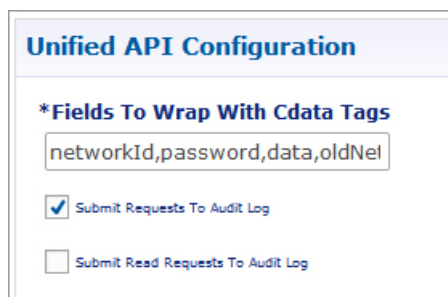 Unified API Configuration
*Fields To Wrap With Cdata Tags
networkId,password,data,oldNet
Submit Requests To Audit Log
Submit Read Requests To Audit Log